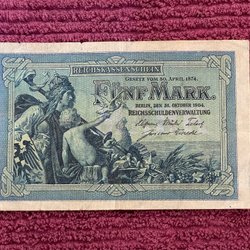 REICHSKASSENSCHEIN
GESETZ VOM 30. APRIL 1874.
FÜNF MARK
BERLIN, DEN 31. OKTOBER 1904.
REICHSSCHULDENVERWALTUNG